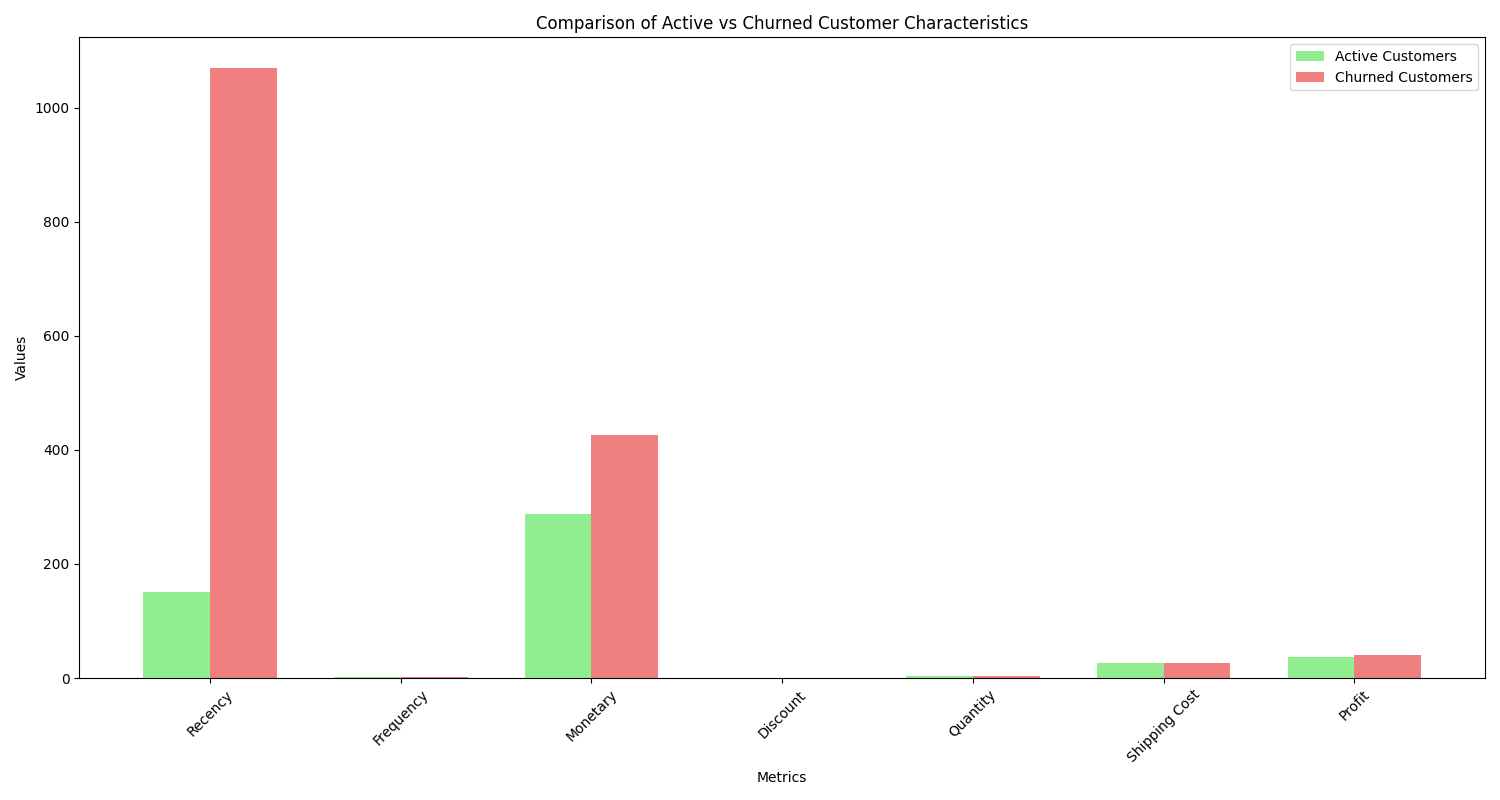 Comparison of Active vs Churned Customer Characteristics
Active Customers
Churned Customers
Values
1000
800
600
400
200
0
Recency
Frequency
Monetary
Discount
Quantity
Shipping Cost
Profit
Metrics